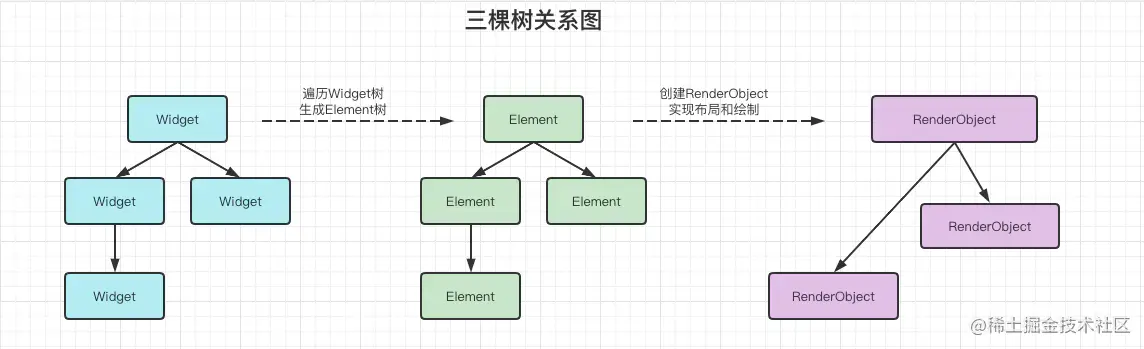 三棵树关系图
遍历Widget树
生成Element树
创建RenderObject
实现布局和绘制
Widget
Element
RenderObject
Widget
Widget
Element
Element
RenderObject
Widget
Element
RenderObject
@稀土掘金技术社区